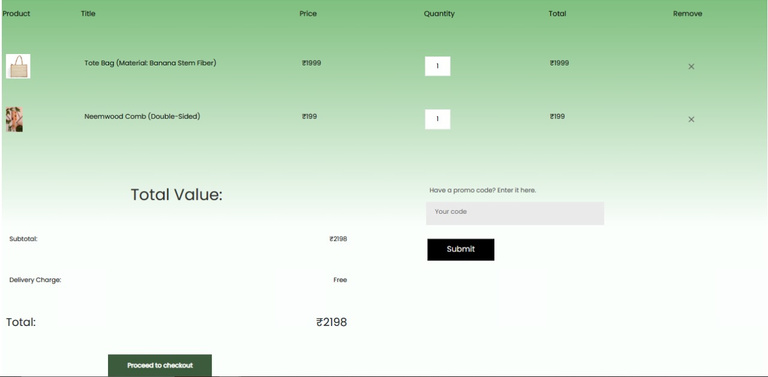 Product Title Price Quantity Total Remove
Tote Bag (Material: Banana Stem Fiber) ₹1999 1 ₹1999 ×
Neemwood Comb (Double-Sided) ₹199 1 ₹199 ×
Total Value:
Subtotal: ₹2198
Delivery Charge: Free
Total: ₹2198
Proceed to checkout
Have a promo code? Enter it here.
Your code
Submit